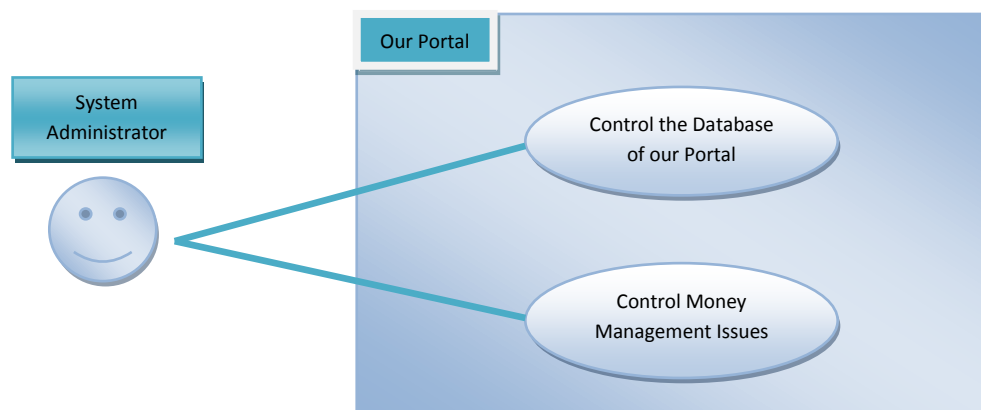 Our Portal
System
Administrator
Control the Database
of our Portal
Control Money
Management Issues